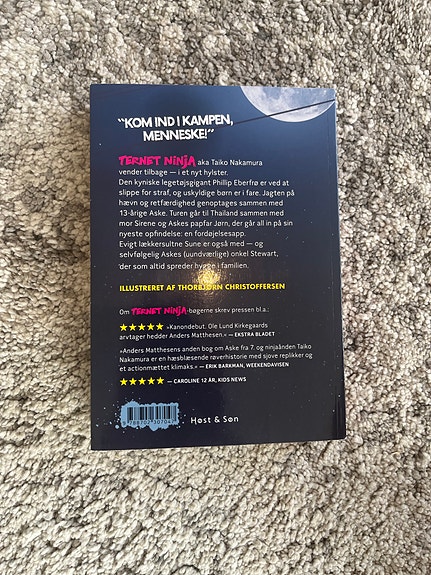 “KOM IND I KAMPEN,
MENNESKE!”
TERNET NINJA aka Taiko Nakamura
vender tilbage — i et nyt hylster.
Den kyniske legetøjsgigant Phillip Eberfrø er ved at
slippe for straf, og uskyldige børn er i fare. Jagten på
hævn og retfærdighed genoptages sammen med
13-årige Aske. Turen går til Thailand sammen med
mor Sirene og Askes papfar Jørn, der går all in på sin
nyeste opfindelse: en fordøjelsesapp.
Evigt lækkersultne Sune er også med — og
selvfølgelig Askes (uundværlige) onkel Stewart,
der som altid spreder hygge i familien.
ILLUSTRERET AF THORBJØRN CHRISTOFFERSEN
Om TERNET NINJA-bøgerne skrev pressen bl.a.:
★★★★★ »Kanondebut. Ole Lund Kirkegaards
arvtager hedder Anders Matthesen.« — EKSTRA BLADET
»Anders Matthesens anden bog om Aske fra 7. og ninjaånden Taiko
Nakamura er en hæsblæsende røverhistorie med sjove replikker og
et actionmættet klimaks.« — ERIK BARKMAN, WEEKENDAVISEN
★★★★★ — CAROLINE 12 ÅR, KIDS NEWS
Høst & Søn